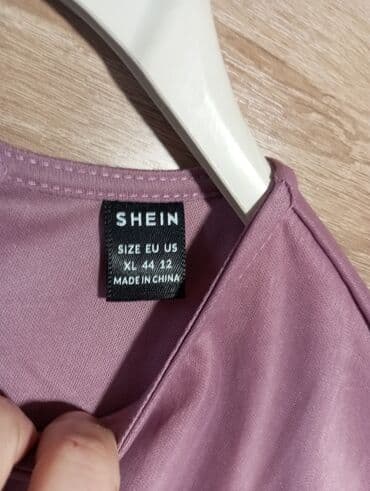 SHEIN
SIZE EU US
XL 44 12
MADE IN CHINA